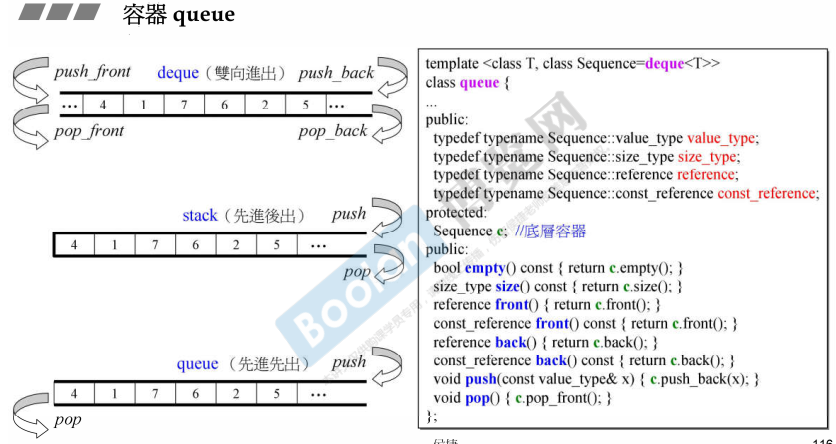 容器 queue
push_front deque（雙向進出） push_back
... 4 1 7 6 2 5 ...
pop_front pop_back
stack（先進後出） push
4 1 7 6 2 5 ...
pop
queue（先進先出） push
4 1 7 6 2 5 ...
pop
template <class T, class Sequence=deque<T>>
class queue {
...
public:
typedef typename Sequence::value_type value_type;
typedef typename Sequence::size_type size_type;
typedef typename Sequence::reference reference;
typedef typename Sequence::const_reference const_reference;
protected:
Sequence c; //底層容器
public:
bool empty() const { return c.empty(); }
size_type size() const { return c.size(); }
reference front() { return c.front(); }
const_reference front() const { return c.front(); }
reference back() { return c.back(); }
const_reference back() const { return c.back(); }
void push(const value_type& x) { c.push_back(x); }
void pop() { c.pop_front(); }
};
Boolan 博览网